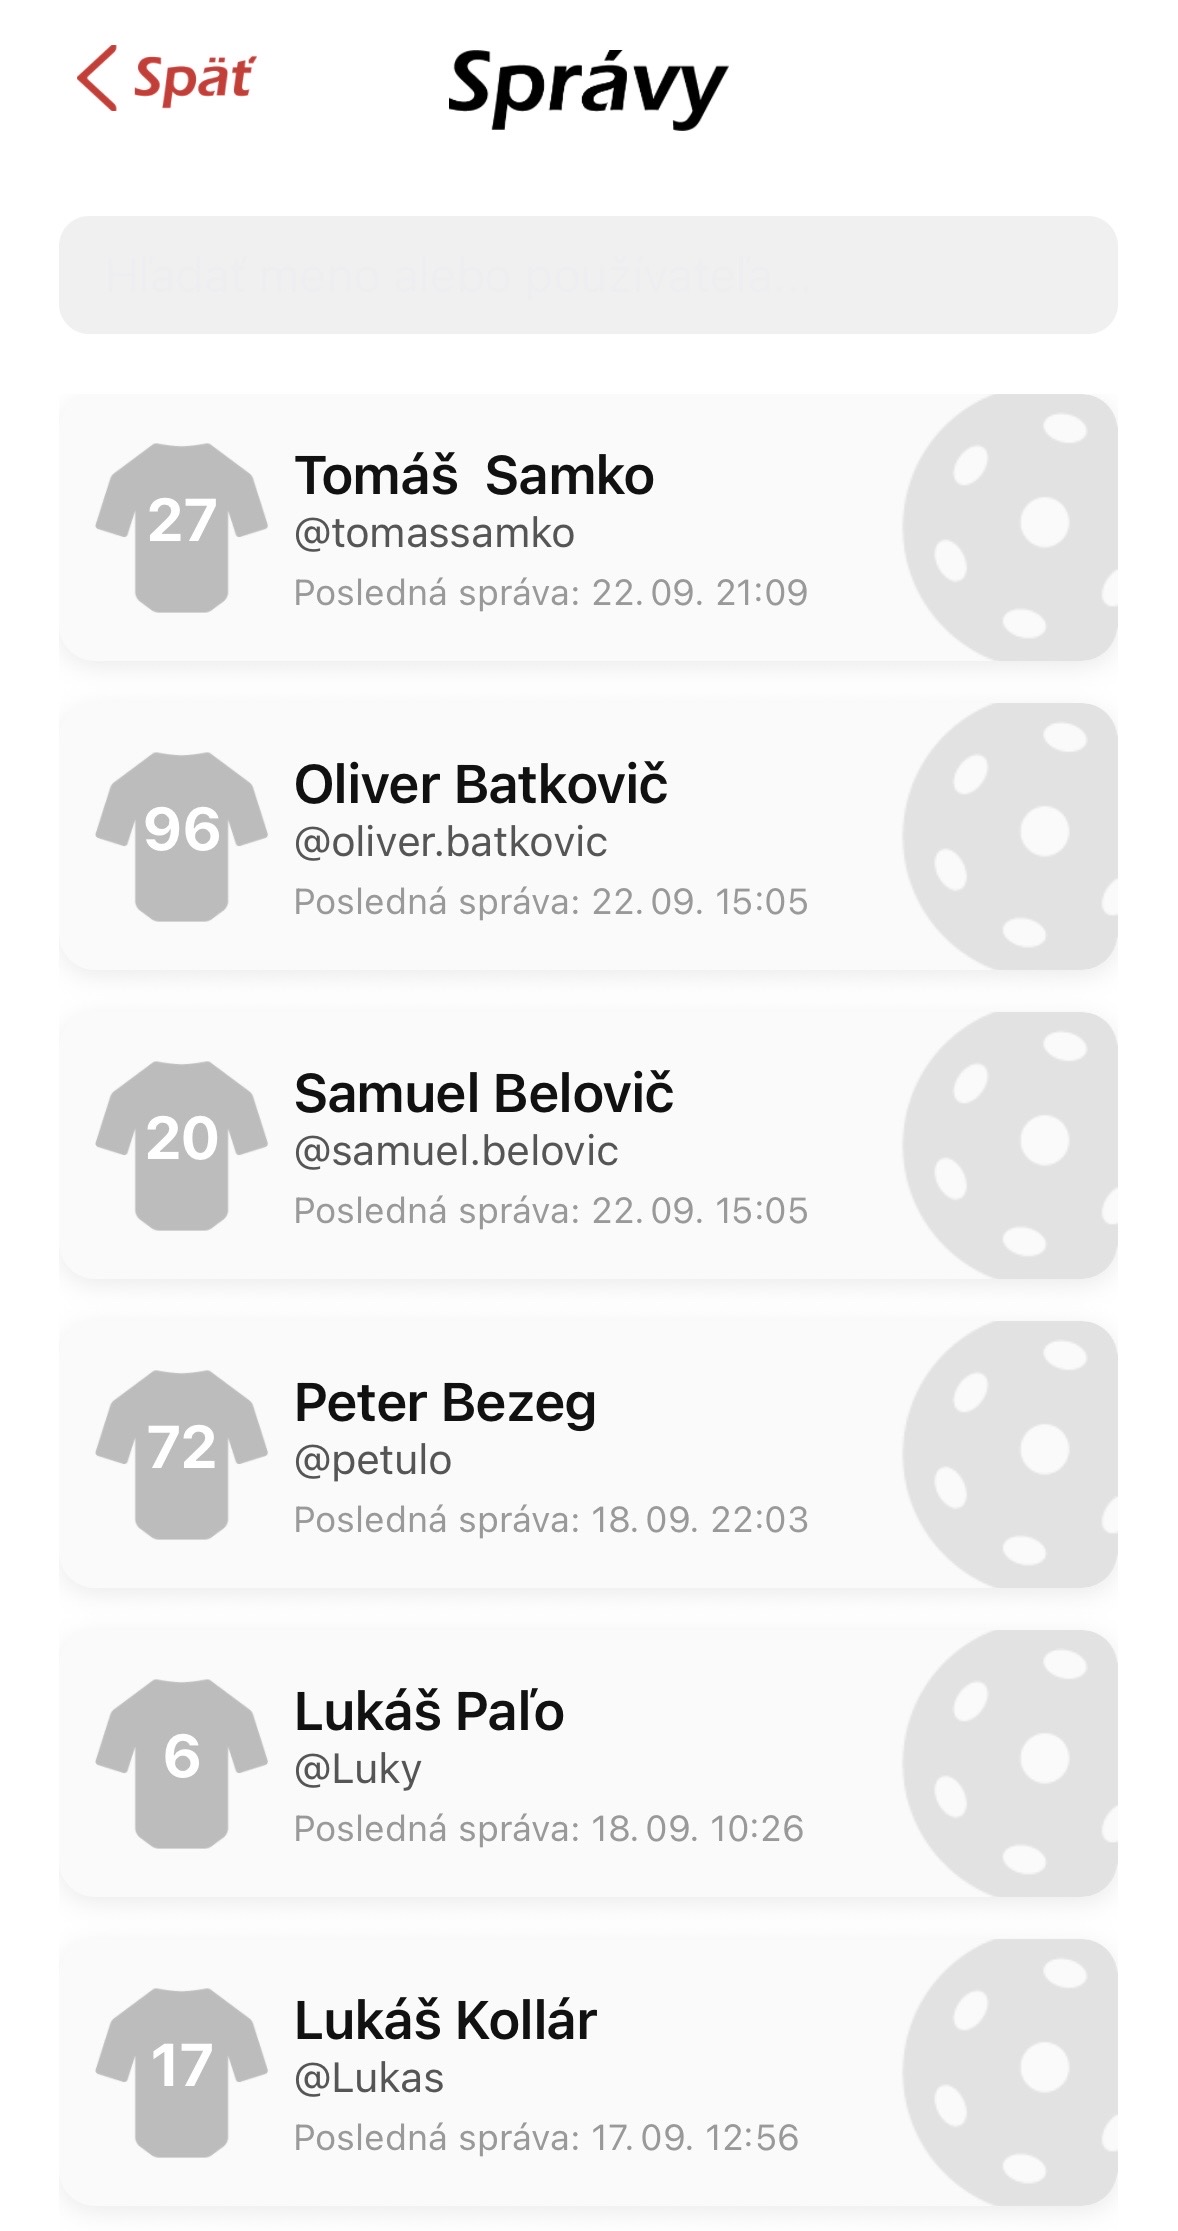 Späť
Správy
Hľadať meno alebo používateľa...
27
Tomáš  Samko
@tomassamko
Posledná správa: 22. 09. 21:09
96
Oliver Batkovič
@oliver.batkovic
Posledná správa: 22. 09. 15:05
20
Samuel Belovič
@samuel.belovic
Posledná správa: 22. 09. 15:05
72
Peter Bezeg
@petulo
Posledná správa: 18. 09. 22:03
6
Lukáš Paľo
@Luky
Posledná správa: 18. 09. 10:26
17
Lukáš Kollár
@Lukas
Posledná správa: 17. 09. 12:56